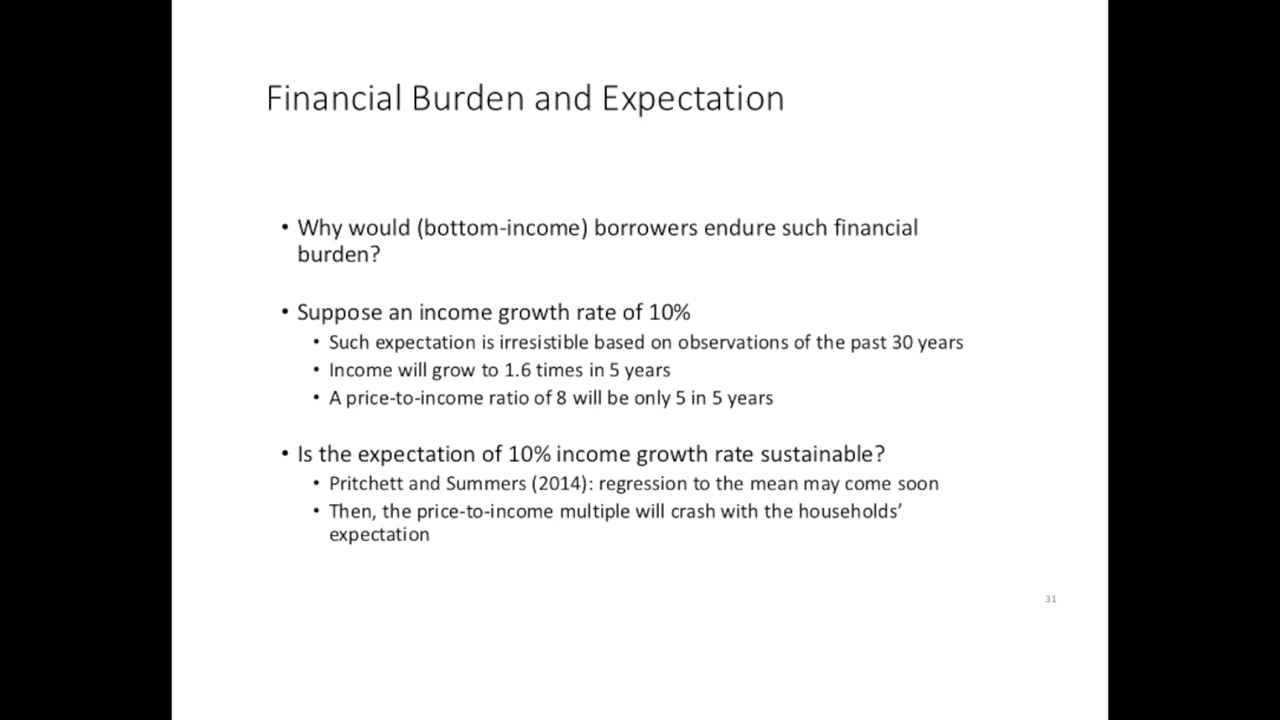 Financial Burden and Expectation
• Why would (bottom-income) borrowers endure such financial
burden?
• Suppose an income growth rate of 10%
• Such expectation is irresistible based on observations of the past 30 years
• Income will grow to 1.6 times in 5 years
• A price-to-income ratio of 8 will be only 5 in 5 years
• Is the expectation of 10% income growth rate sustainable?
• Pritchett and Summers (2014): regression to the mean may come soon
• Then, the price-to-income multiple will crash with the households’
expectation
31